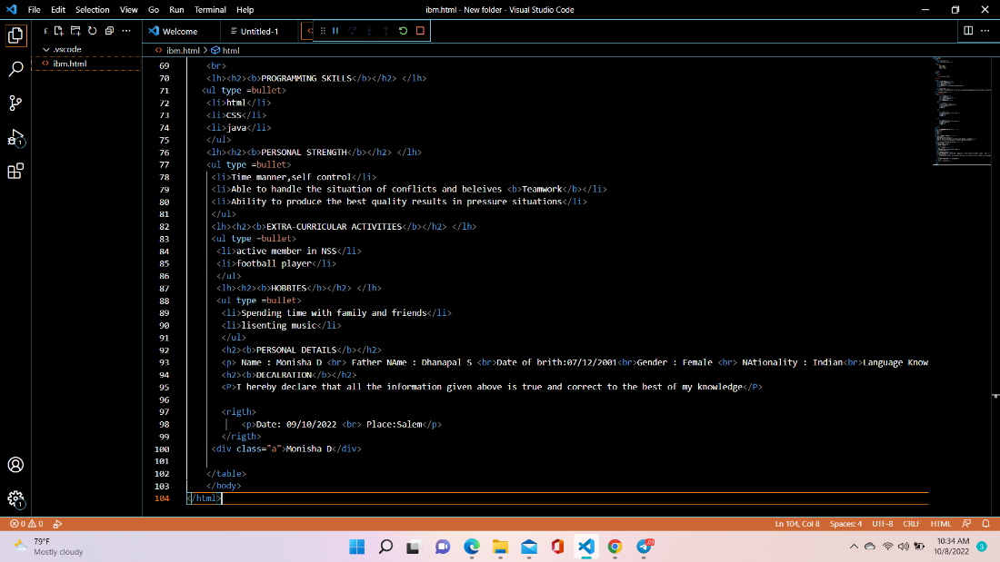 File Edit Selection View Go Run Terminal Help
ibm.html - New folder - Visual Studio Code
E
Welcome
Untitled-1
.vscode
ibm.html
ibm.html > html
69 <br>
70 <lh><h2><b>PROGRAMMING SKILLS</b></h2> </lh>
71 <ul type =bullet>
72 <li>html</li>
73 <li>CSS</li>
74 <li>java</li>
75 </ul>
76 <lh><h2><b>PERSONAL STRENGTH</b></h2> </lh>
77 <ul type =bullet>
78 <li>Time manner,self control</li>
79 <li>Able to handle the situation of conflicts and beleives <b>Teamwork</b></li>
80 <li>Ability to produce the best quality results in pressure situations</li>
81 </ul>
82 <lh><h2><b>EXTRA-CURRICULAR ACTIVITIES</b></h2> </lh>
83 <ul type =bullet>
84 <li>active member in NSS</li>
85 <li>football player</li>
86 </ul>
87 <lh><h2><b>HOBBIES</b></h2> </lh>
88 <ul type =bullet>
89 <li>Spending time with family and friends</li>
90 <li>lisenting music</li>
91 </ul>
92 <h2><b>PERSONAL DETAILS</b></h2>
93 <p> Name : Monisha D <br> Father NAme : Dhanapal S <br>Date of brith:07/12/2001<br>Gender : Female <br> NAtionality : Indian<br>Language Know
94 <h2><b>DECALRATION</b></h2>
95 <P>I hereby declare that all the information given above is true and correct to the best of my knowledge</P>
96
97 <rigth>
98 <p>Date: 09/10/2022 <br> Place:Salem</p>
99 </rigth>
100 <div class="a">Monisha D</div>
101
102 </table>
103 </body>
104 </html>
1
1
0 0
Ln 104, Col 8 Spaces: 4 UTF-8 CRLF HTML
79°F
Mostly cloudy
10:34 AM
10/8/2022
3